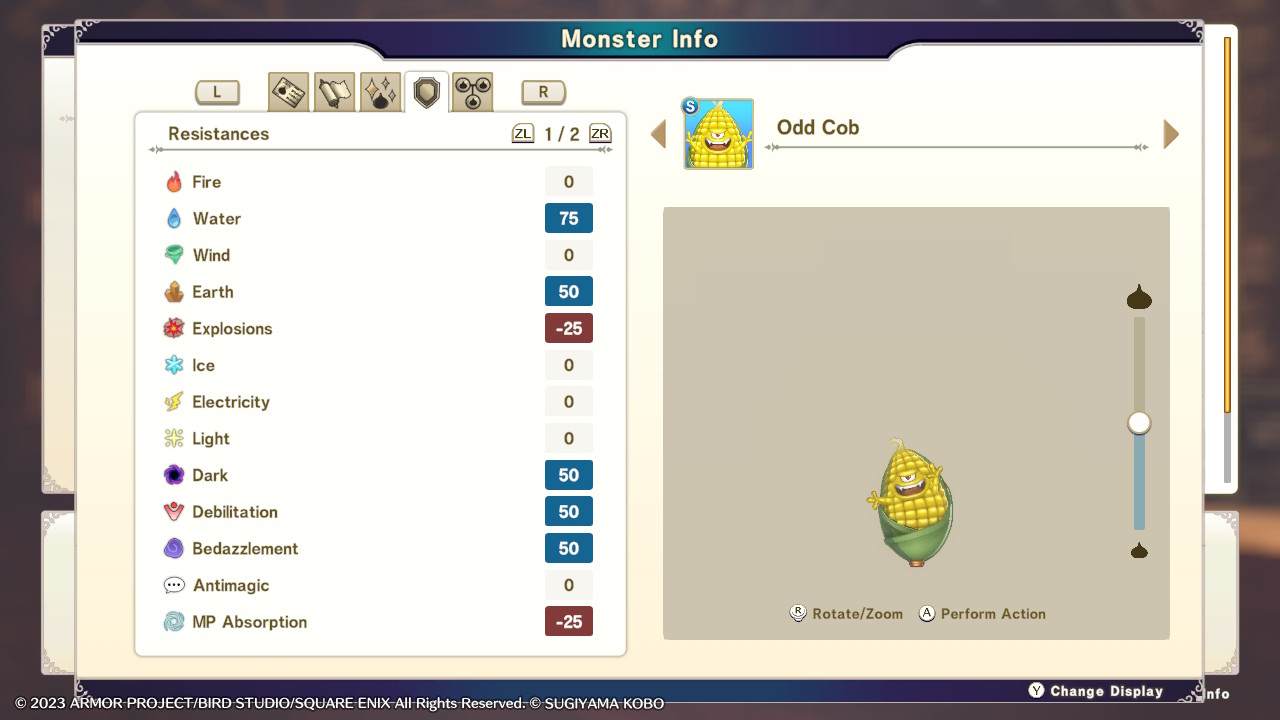 Monster Info
L
R
Resistances
ZL 1 / 2 ZR
Fire 0
Water 75
Wind 0
Earth 50
Explosions -25
Ice 0
Electricity 0
Light 0
Dark 50
Debilitation 50
Bedazzlement 50
Antimagic 0
MP Absorption -25
S
Odd Cob
R Rotate/Zoom A Perform Action
Y Change Display
Info
© 2023 ARMOR PROJECT/BIRD STUDIO/SQUARE ENIX All Rights Reserved. © SUGIYAMA KOBO